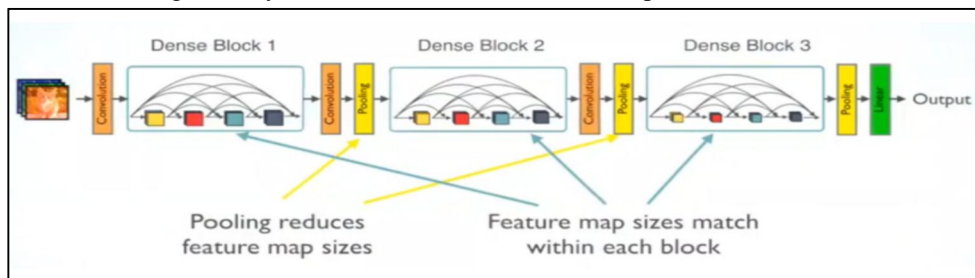 Dense Block 1
Dense Block 2
Dense Block 3
Convolution
Convolution
Pooling
Convolution
Pooling
Pooling
Linear
Output
Pooling reduces
feature map sizes
Feature map sizes match
within each block